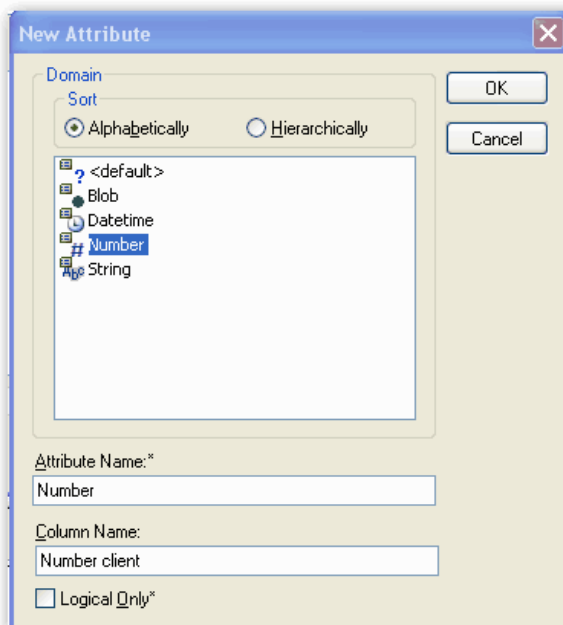 New Attribute
Domain
Sort
Alphabetically
Hierarchically
OK
Cancel
<default>
Blob
Datetime
Number
String
Attribute Name:*
Number
Column Name:
Number client
Logical Only*